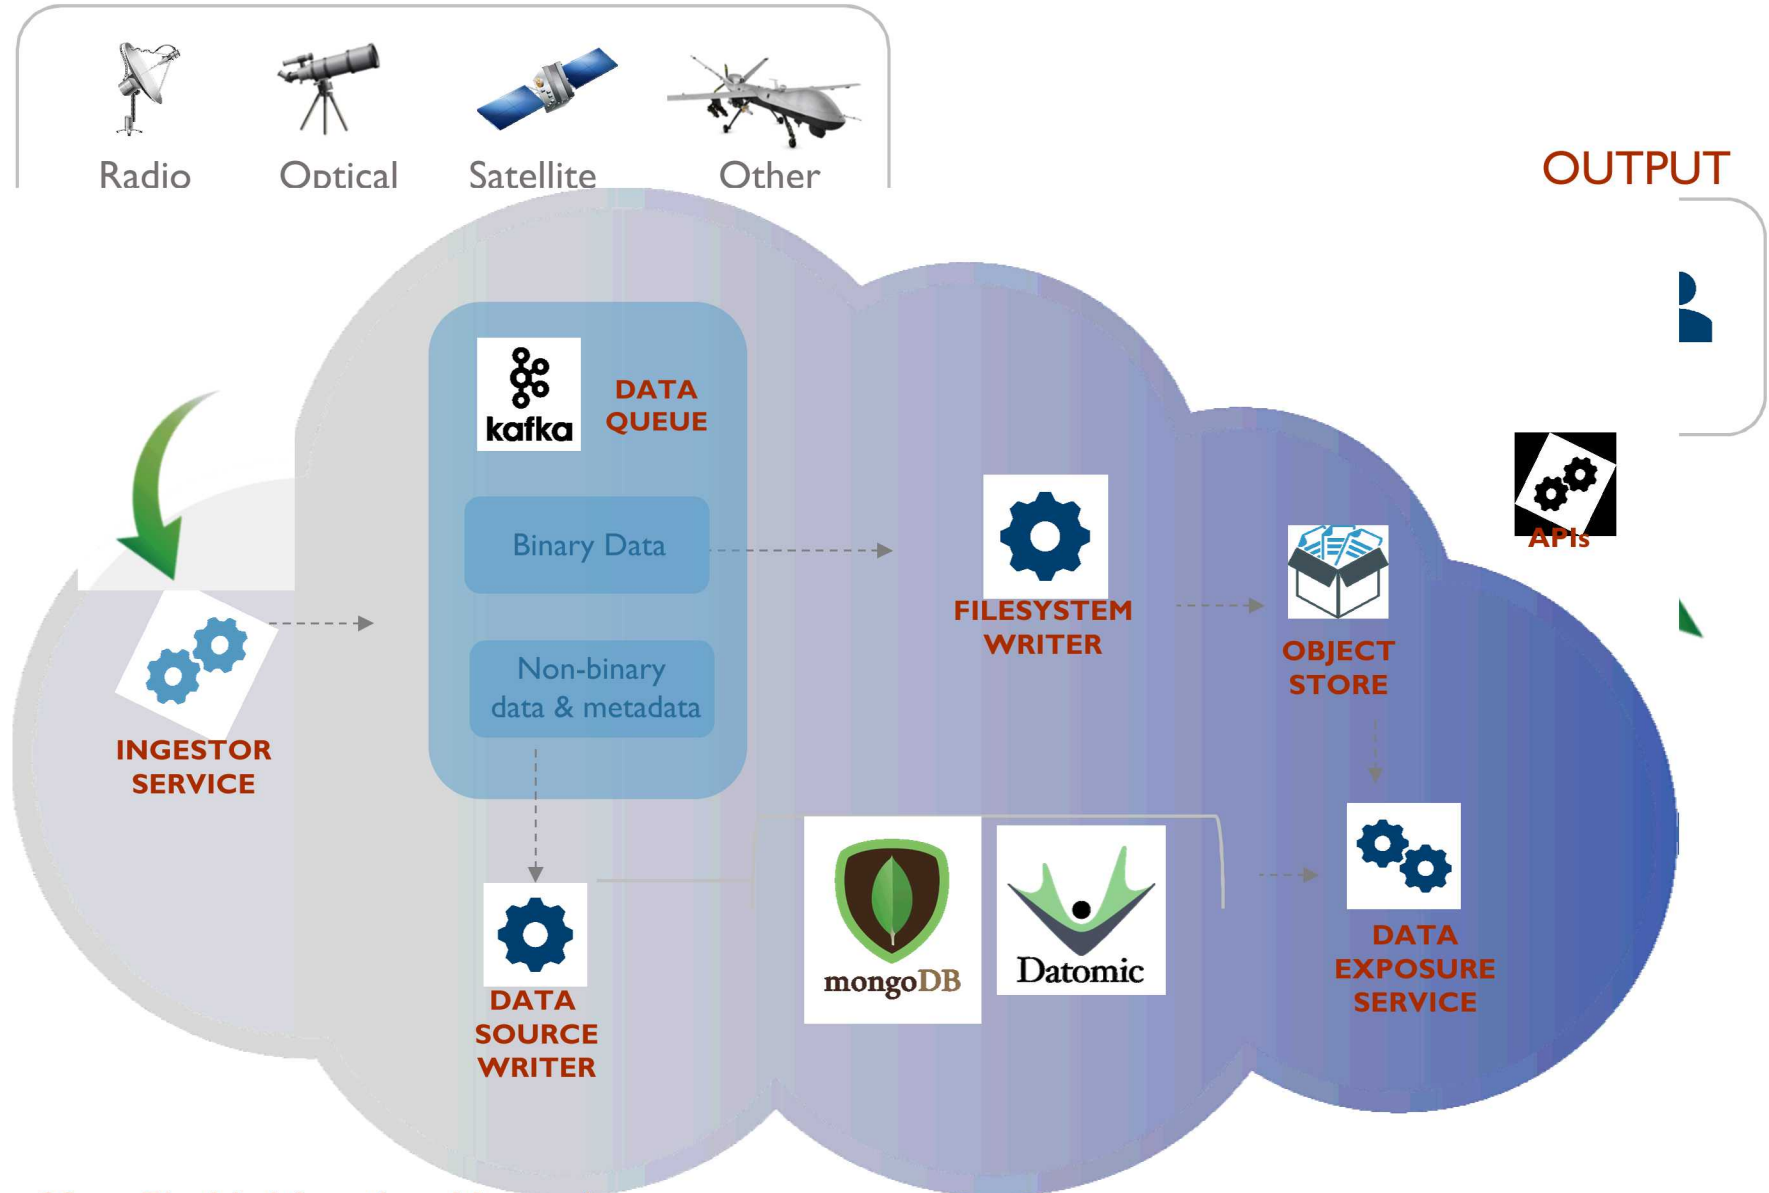 Radio
Optical
Satellite
Other
OUTPUT
kafka
DATA
QUEUE
Binary Data
Non-binary
data & metadata
INGESTOR
SERVICE
FILESYSTEM
WRITER
OBJECT
STORE
APIs
DATA
SOURCE
WRITER
mongoDB
Datomic
DATA
EXPOSURE
SERVICE